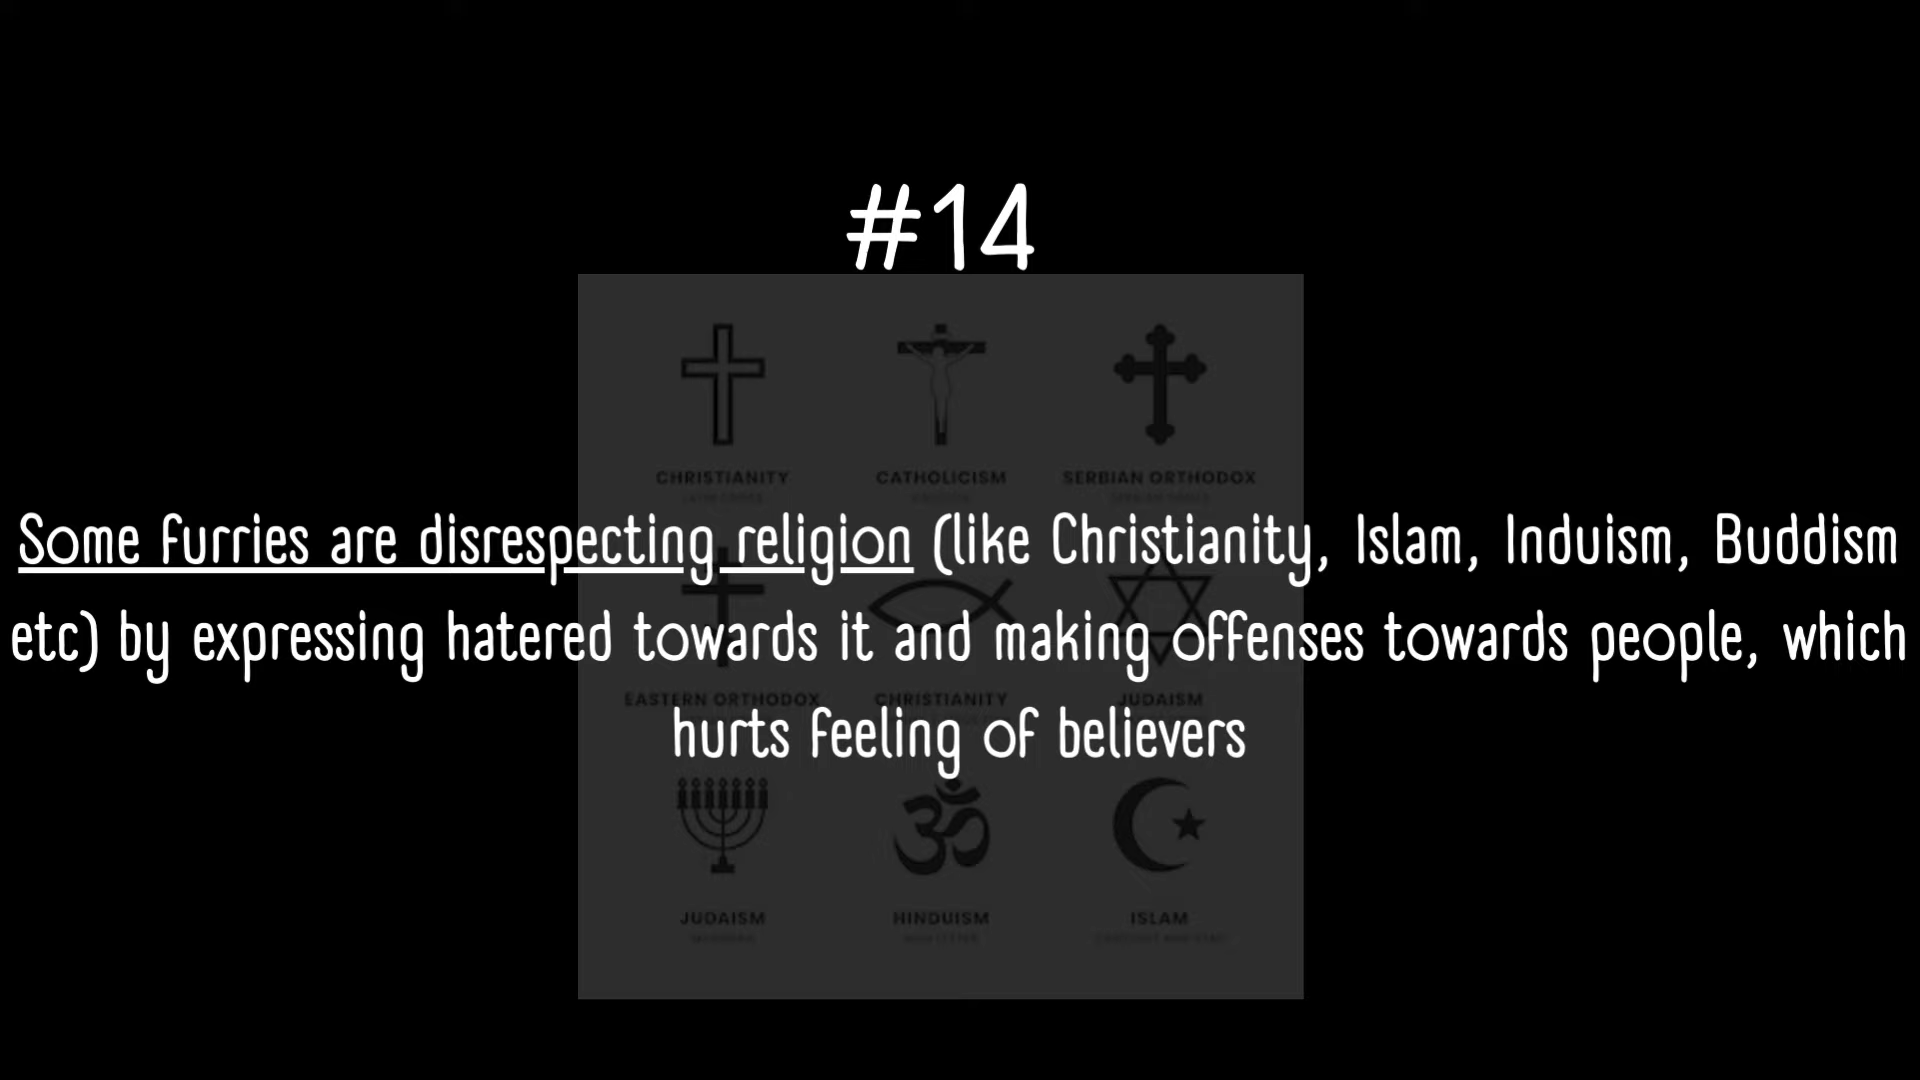 #14
CHRISTIANITY
CATHOLICISM
SERBIAN ORTHODOX
Some furries are disrespecting religion (like Christianity, Islam, Induism, Buddism
etc) by expressing hatered towards it and making offenses towards people, which
EASTERN ORTHODOX
CHRISTIANITY
JUDAISM
hurts feeling of believers
JUDAISM
HINDUISM
ISLAM